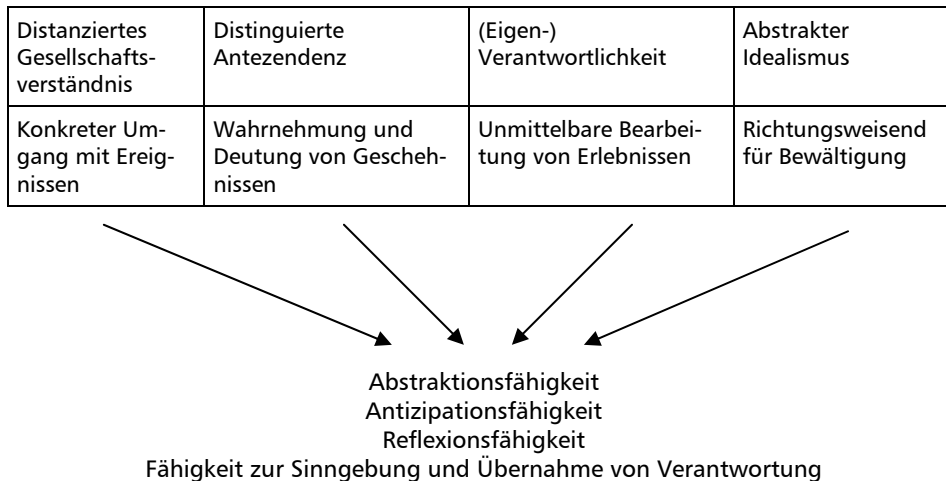 Distanziertes
Gesellschafts-
verständnis
Distinguierte
Antezendenz
(Eigen-)
Verantwortlichkeit
Abstrakter
Idealismus
Konkreter Um-
gang mit Ereig-
nissen
Wahrnehmung und
Deutung von Gescheh-
nissen
Unmittelbare Bearbei-
tung von Erlebnissen
Richtungsweisend
für Bewältigung
Abstraktionsfähigkeit
Antizipationsfähigkeit
Reflexionsfähigkeit
Fähigkeit zur Sinngebung und Übernahme von Verantwortung